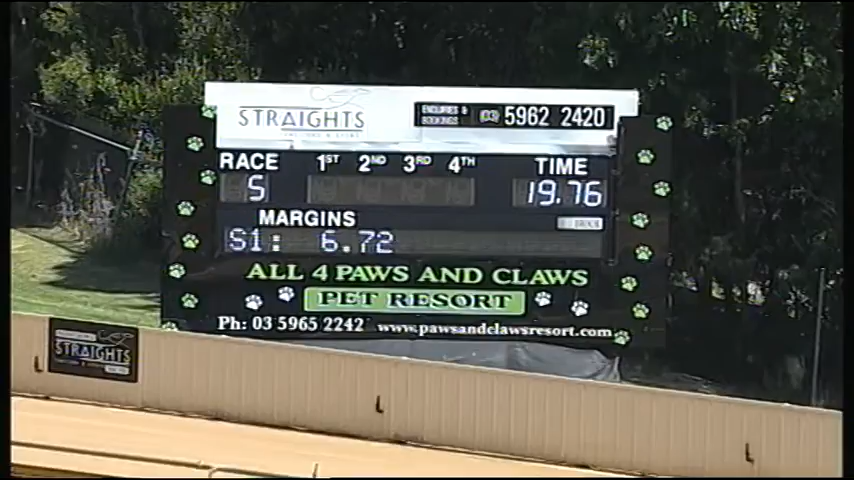 STRAIGHTS
ENQUIRIES &
BOOKINGS
(03) 5962 2420
RACE 1ST 2ND 3RD 4TH TIME
5 19.76
MARGINS
S1: 6.72
ALL 4 PAWS AND CLAWS
PET RESORT
Ph: 03 5965 2242 www.pawsandclawsresort.com
STRAIGHTS